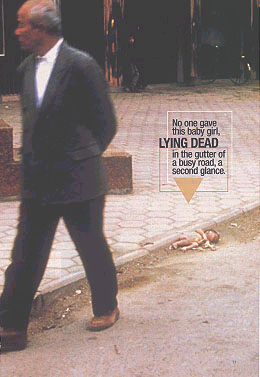 No one gave
this baby girl,
LYING DEAD
in the gutter of
a busy road, a
second glance.